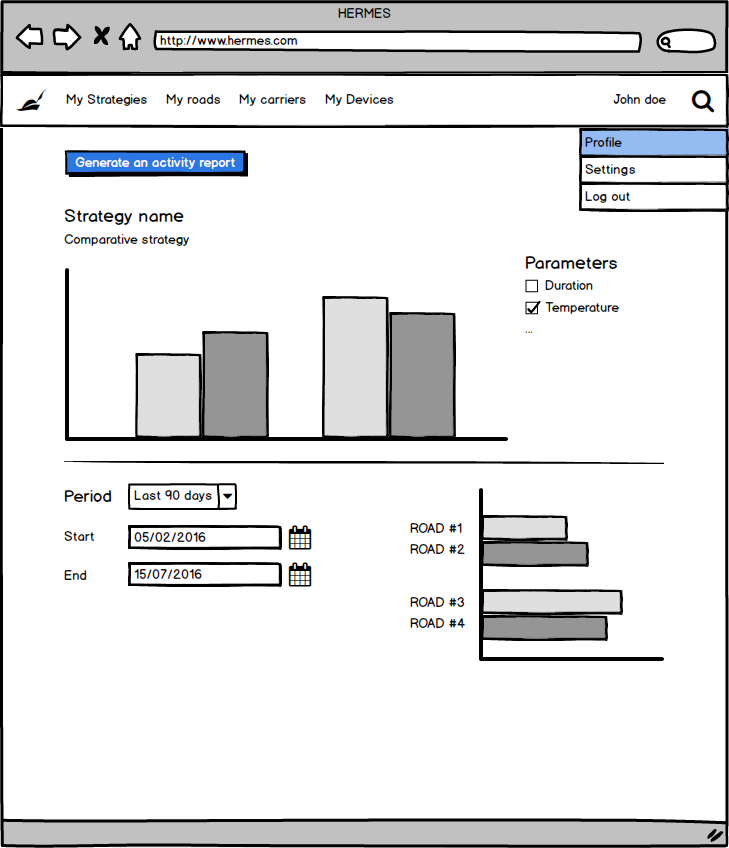 HERMES
http://www.hermes.com
My Strategies My roads My carriers My Devices John doe
Profile
Settings
Log out
Generate an activity report
Strategy name
Comparative strategy
Parameters
Duration
Temperature
...
Period Last 90 days
Start 05/02/2016
End 15/07/2016
ROAD #1
ROAD #2
ROAD #3
ROAD #4